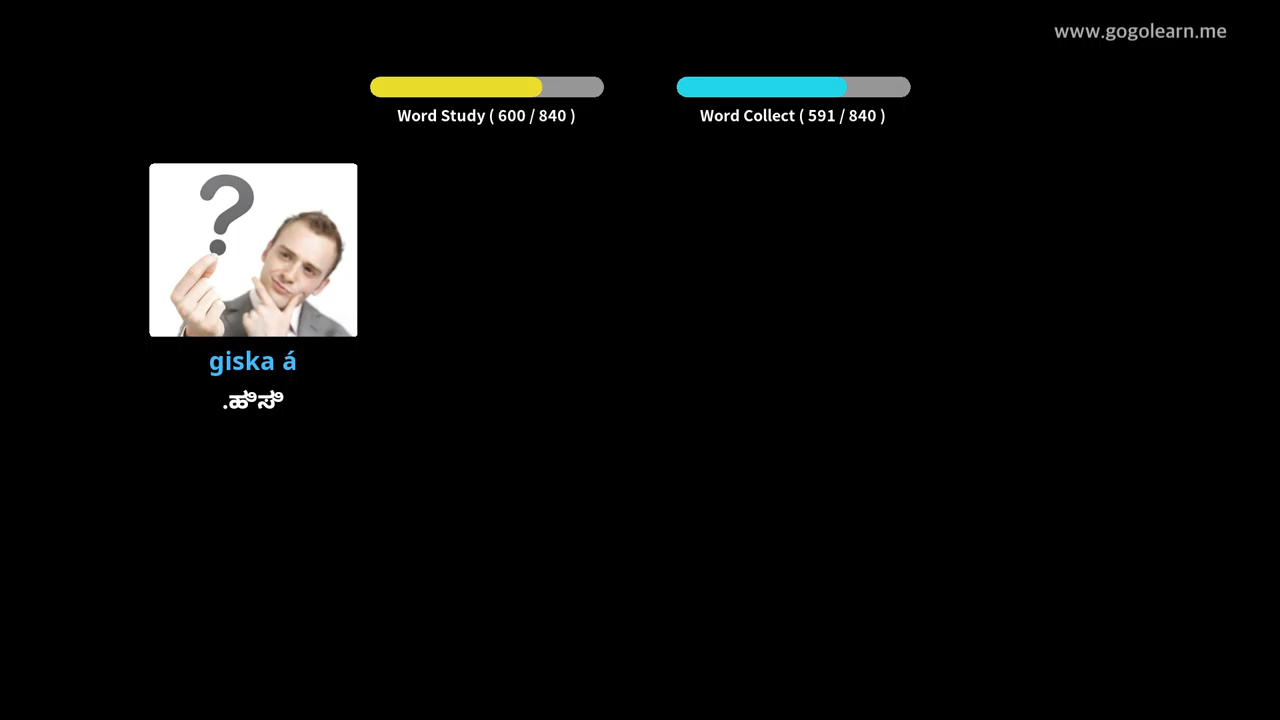 www.gogolearn.me
Word Study ( 600 / 840 )
Word Collect ( 591 / 840 )
giska á
.ಹಿಸಿ